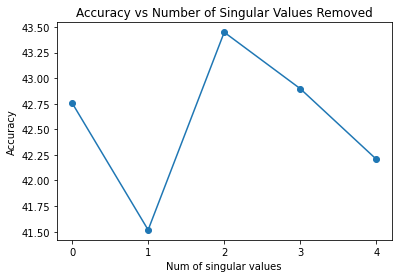 Accuracy vs Number of Singular Values Removed
43.50
43.25
43.00
42.75
42.50
42.25
42.00
41.75
41.50
Accuracy
0 1 2 3 4
Num of singular values